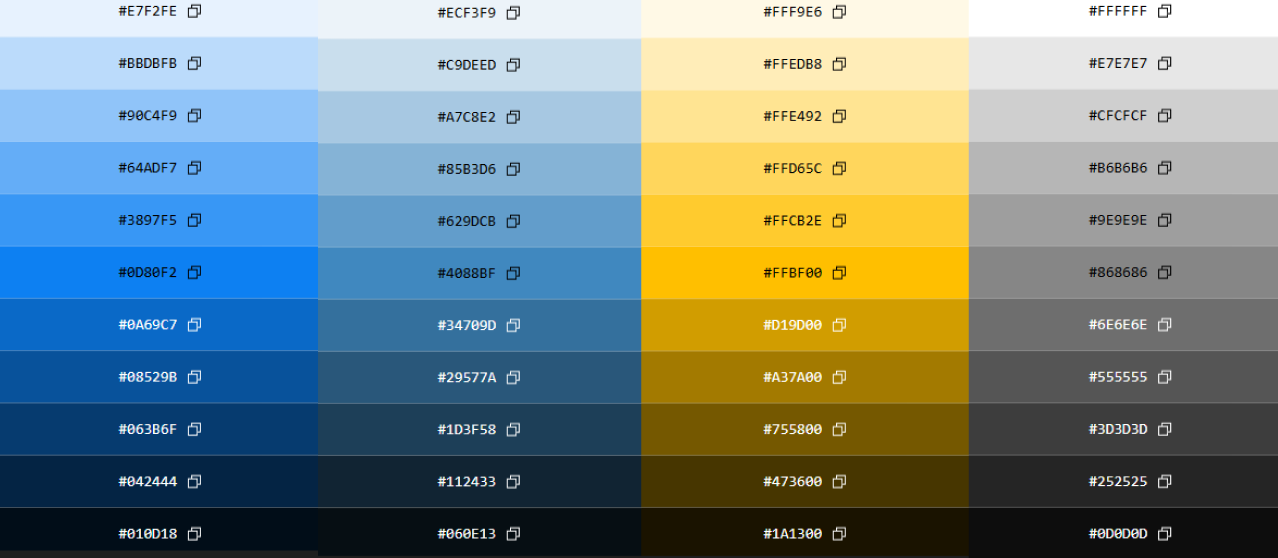 #E7F2FE #ECF3F9 #FFF9E6 #FFFFFF
#BBDBFB #C9DEED #FFEDB8 #E7E7E7
#90C4F9 #A7C8E2 #FFE492 #CFCFCF
#64ADF7 #85B3D6 #FFD65C #B6B6B6
#3897F5 #629DCB #FFCB2E #9E9E9E
#0D80F2 #4088BF #FFBF00 #868686
#0A69C7 #34709D #D19D00 #6E6E6E
#08529B #29577A #A37A00 #555555
#063B6F #1D3F58 #755800 #3D3D3D
#042444 #112433 #473600 #252525
#010D18 #060E13 #1A1300 #0D0D0D